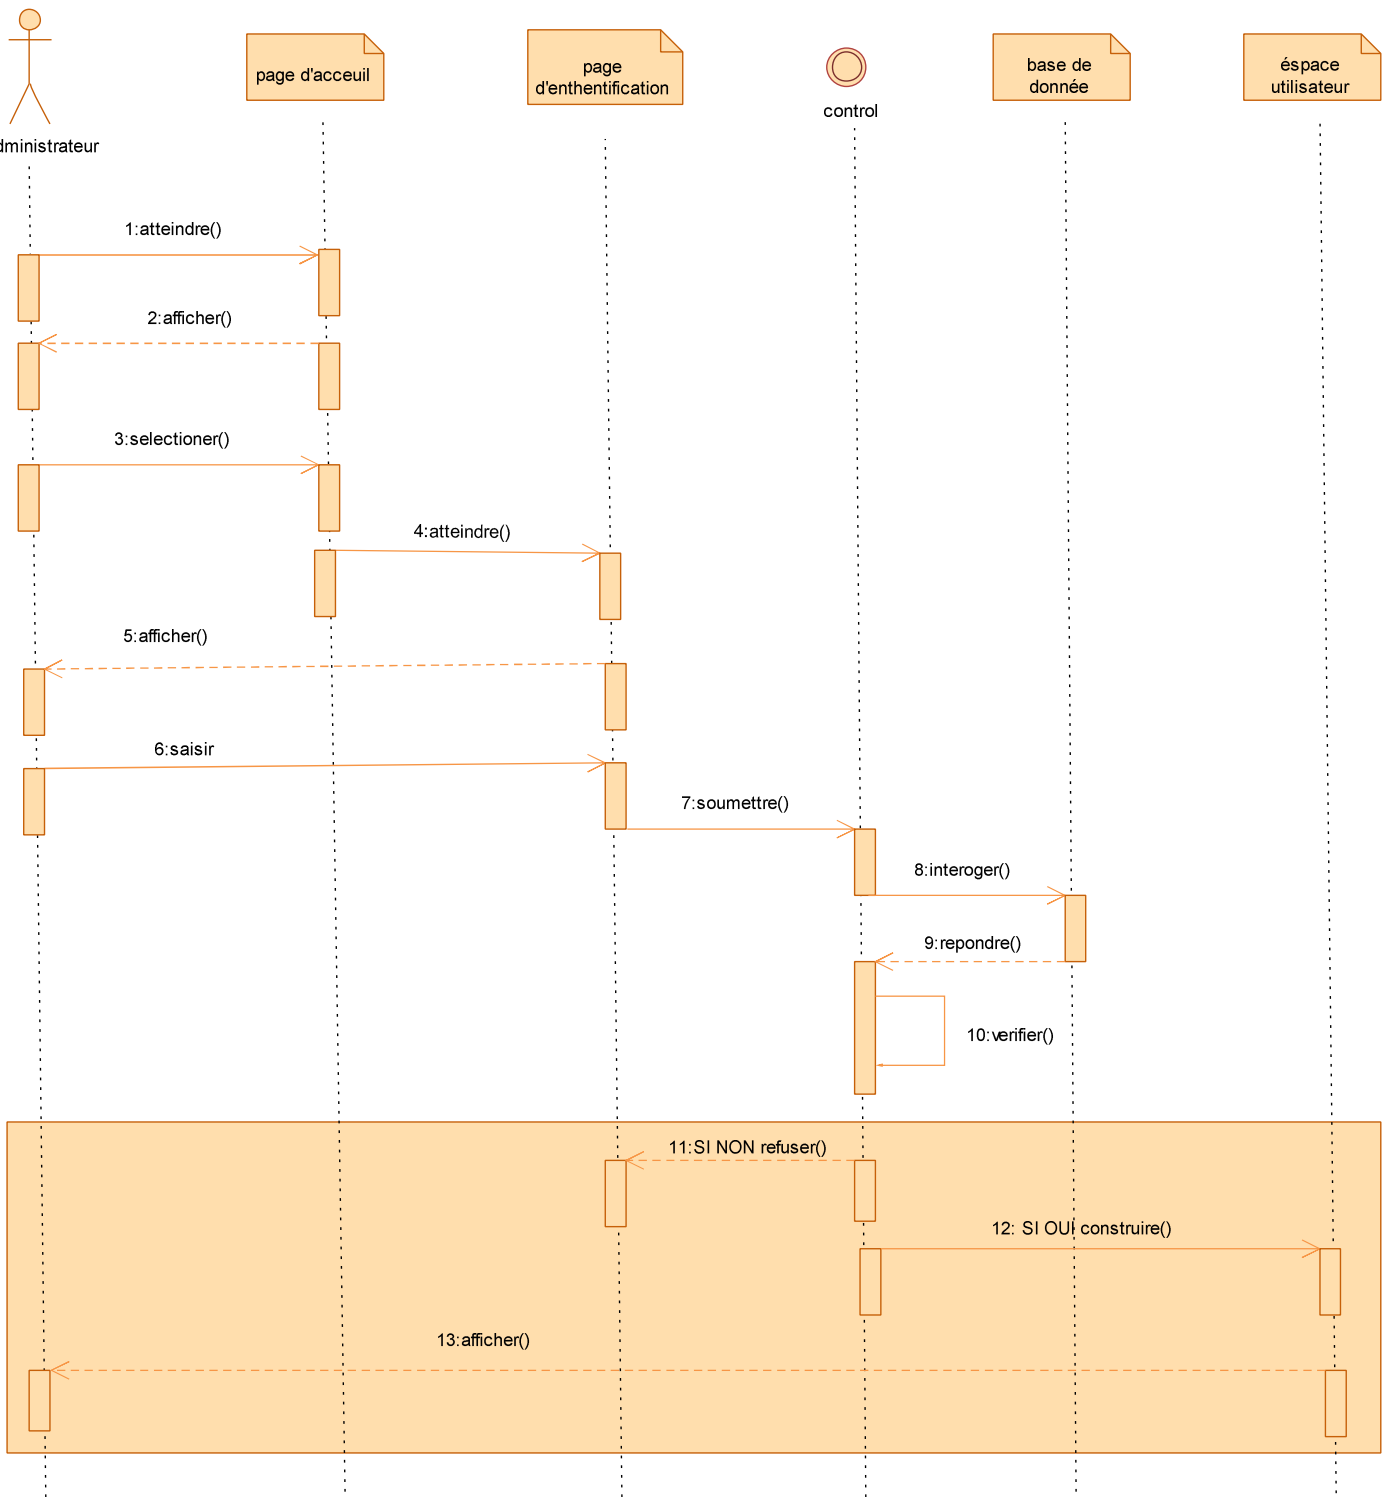 page d'acceuil
page
d'enthentification
control
base de
donnée
éspace
utilisateur
dministrateur
1:atteindre()
2:afficher()
3:selectioner()
4:atteindre()
5:afficher()
6:saisir
7:soumettre()
8:interoger()
9:repondre()
10:verifier()
11:SI NON refuser()
12: SI OUI construire()
13:afficher()